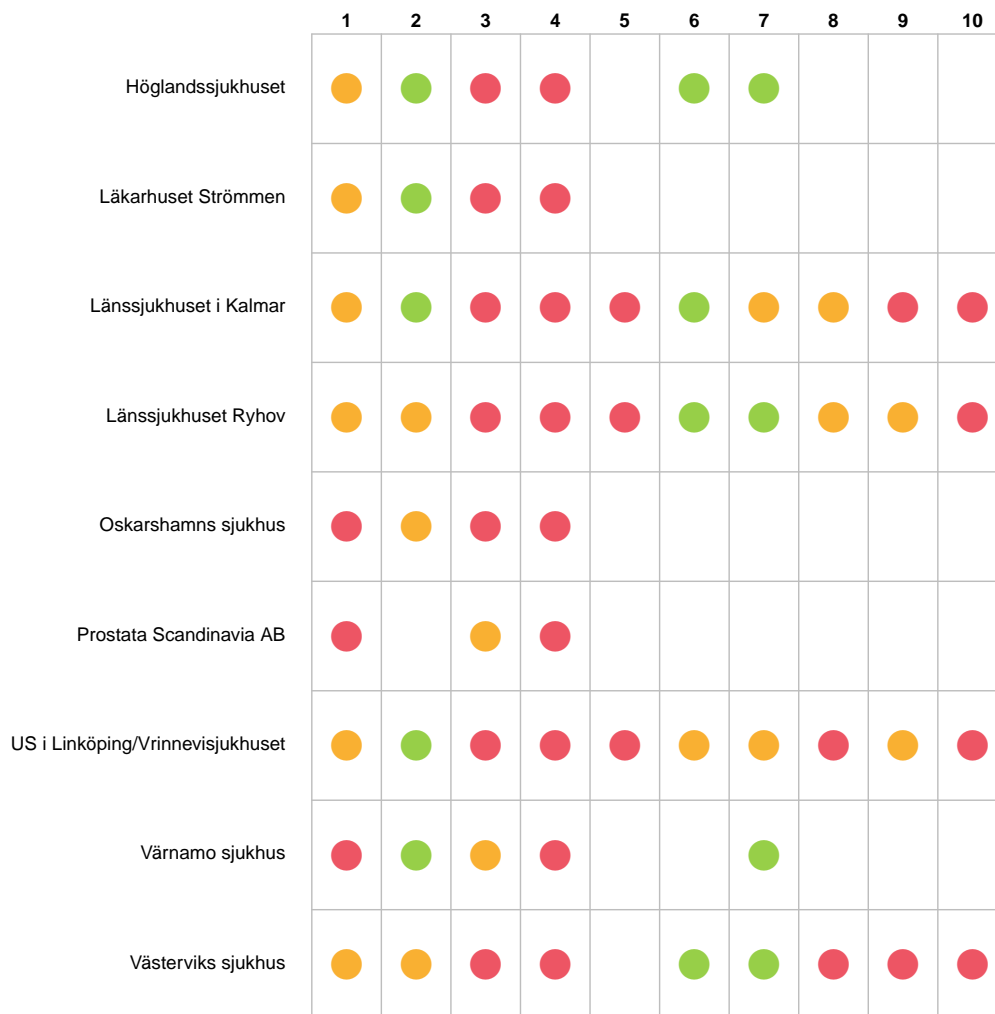 1 2 3 4 5 6 7 8 9 10
Höglandssjukhuset
Läkarhuset Strömmen
Länssjukhuset i Kalmar
Länssjukhuset Ryhov
Oskarshamns sjukhus
Prostata Scandinavia AB
US i Linköping/Vrinnevisjukhuset
Värnamo sjukhus
Västerviks sjukhus